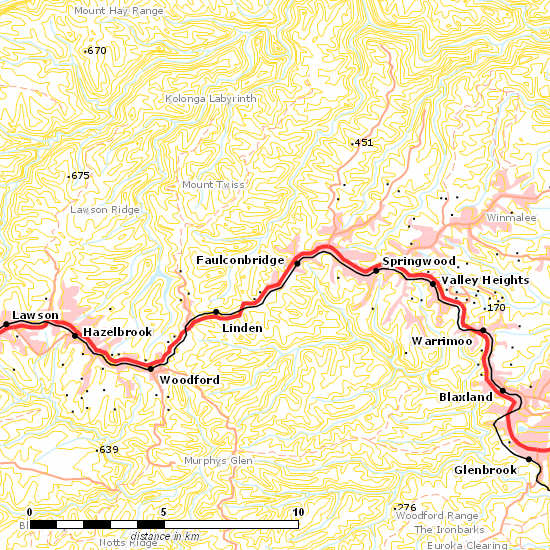 Mount Hay Range
.670
Kolonga Labyrinth
.451
.675
Mount Twiss
Lawson Ridge
Winmalee
Faulconbridge
Springwood
Valley Heights
.170
Lawson
Hazelbrook
Linden
Warrimoo
Woodford
Blaxland
.639
Murphys Glen
Glenbrook
.276
0 5 10
Woodford Range
distance in km
The Ironbarks
Notts Ridge
Euroka Clearing